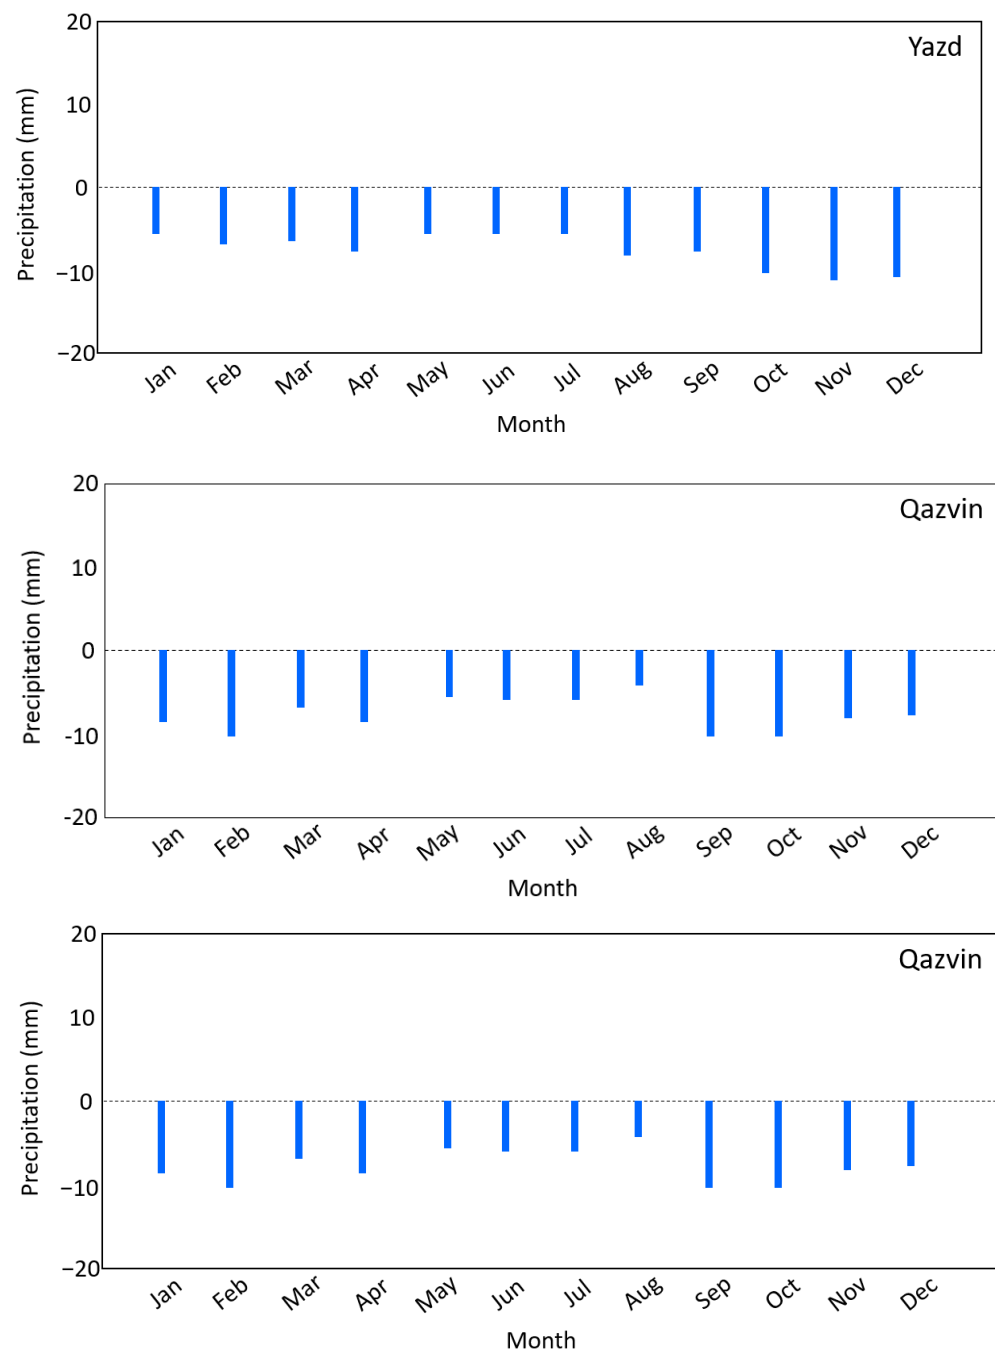 Yazd
Precipitation (mm)
20
10
0
−10
−20
Jan Feb Mar Apr May Jun Jul Aug Sep Oct Nov Dec
Month
Qazvin
Precipitation (mm)
20
10
0
-10
-20
Jan Feb Mar Apr May Jun Jul Aug Sep Oct Nov Dec
Month
Qazvin
Precipitation (mm)
20
10
0
−10
−20
Jan Feb Mar Apr May Jun Jul Aug Sep Oct Nov Dec
Month